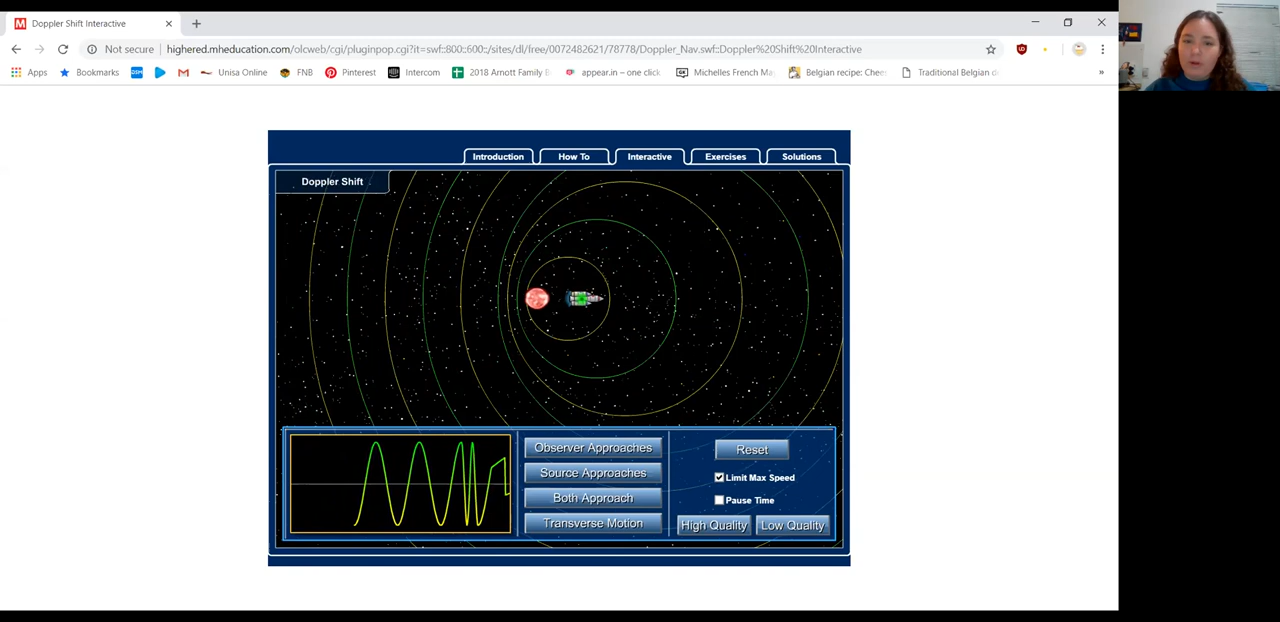 Doppler Shift Interactive
Not secure
highered.mheducation.com/olcweb/cgi/pluginpop.cgi?it=swf::800::600::/sites/dl/free/0072482621/78778/Doppler_Nav.swf::Doppler%20Shift%20Interactive
Apps Bookmarks Unisa Online FNB Pinterest Intercom 2018 Arnott Family appear.in – one click Michelles French Belgian recipe: Traditional Belgian
Introduction How To Interactive Exercises Solutions
Doppler Shift
Observer Approaches
Source Approaches
Both Approach
Transverse Motion
Reset
Limit Max Speed
Pause Time
High Quality Low Quality